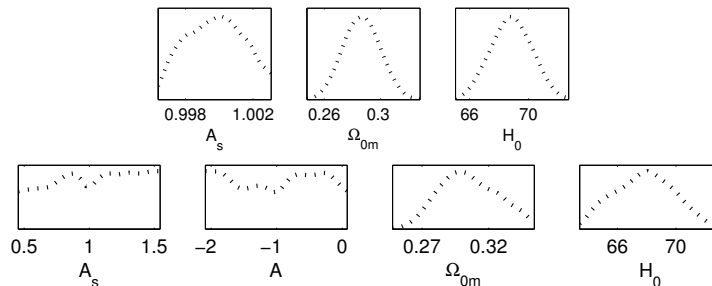 0.998 1.002 0.26 0.3 66 70
A_s Ω_0m H_0
0.5 1 1.5 −2 −1 0 0.27 0.32 66 70
A_s A Ω_0m H_0